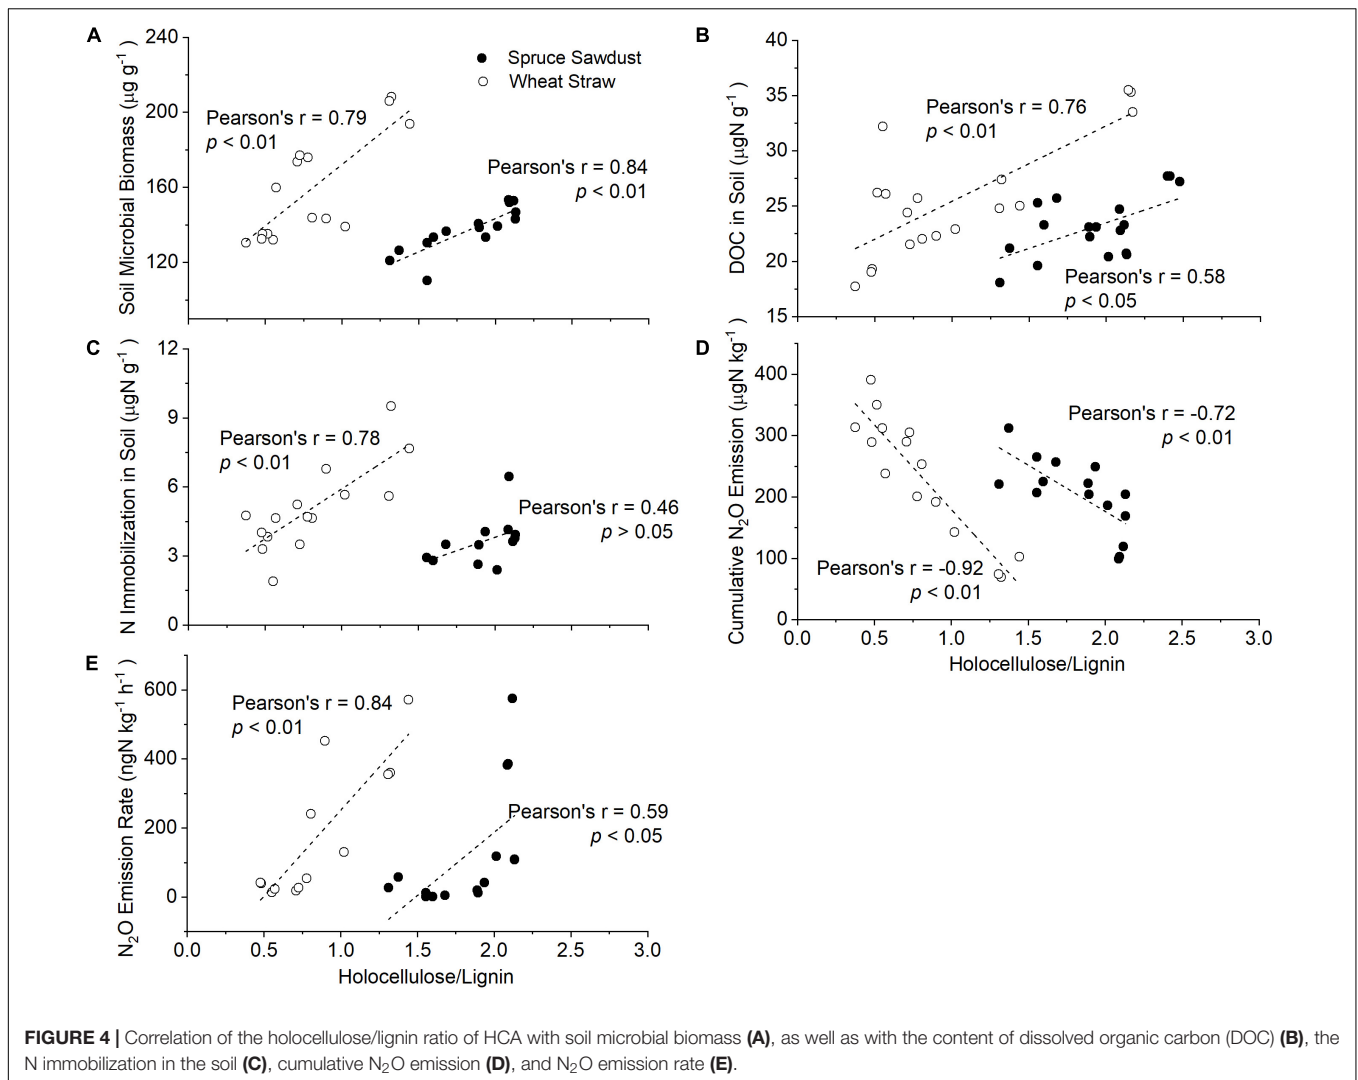 A
Soil Microbial Biomass (µg g⁻¹)
240
200
160
120
Spruce Sawdust
Wheat Straw
Pearson's r = 0.79
p < 0.01
Pearson's r = 0.84
p < 0.01
B
DOC in Soil (µgN g⁻¹)
40
35
30
25
20
15
Pearson's r = 0.76
p < 0.01
Pearson's r = 0.58
p < 0.05
C
N Immobilization in Soil (µgN g⁻¹)
12
9
6
3
0
Pearson's r = 0.78
p < 0.01
Pearson's r = 0.46
p > 0.05
D
Cumulative N₂O Emission (µgN kg⁻¹)
400
300
200
100
0
Pearson's r = -0.72
p < 0.01
Pearson's r = -0.92
p < 0.01
0.0 0.5 1.0 1.5 2.0 2.5 3.0
Holocellulose/Lignin
E
N₂O Emission Rate (ngN kg⁻¹ h⁻¹)
600
400
200
0
Pearson's r = 0.84
p < 0.01
Pearson's r = 0.59
p < 0.05
0.0 0.5 1.0 1.5 2.0 2.5 3.0
Holocellulose/Lignin
FIGURE 4 | Correlation of the holocellulose/lignin ratio of HCA with soil microbial biomass (A), as well as with the content of dissolved organic carbon (DOC) (B), the
N immobilization in the soil (C), cumulative N₂O emission (D), and N₂O emission rate (E).